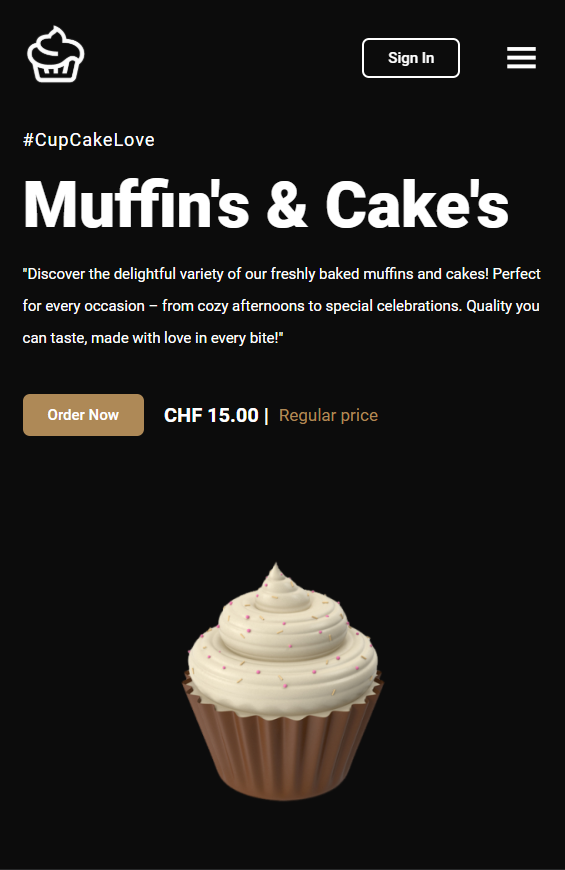 Sign In
#CupCakeLove
Muffin's & Cake's
"Discover the delightful variety of our freshly baked muffins and cakes! Perfect
for every occasion – from cozy afternoons to special celebrations. Quality you
can taste, made with love in every bite!"
Order Now CHF 15.00 | Regular price